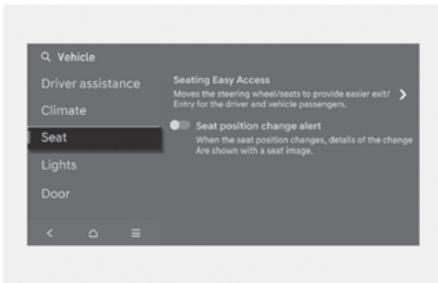 Vehicle
Driver assistance
Climate
Seat
Lights
Door
Seating Easy Access
Moves the steering wheel/seats to provide easier exit/
Entry for the driver and vehicle passengers.
Seat position change alert
When the seat position changes, details of the change
Are shown with a seat image.